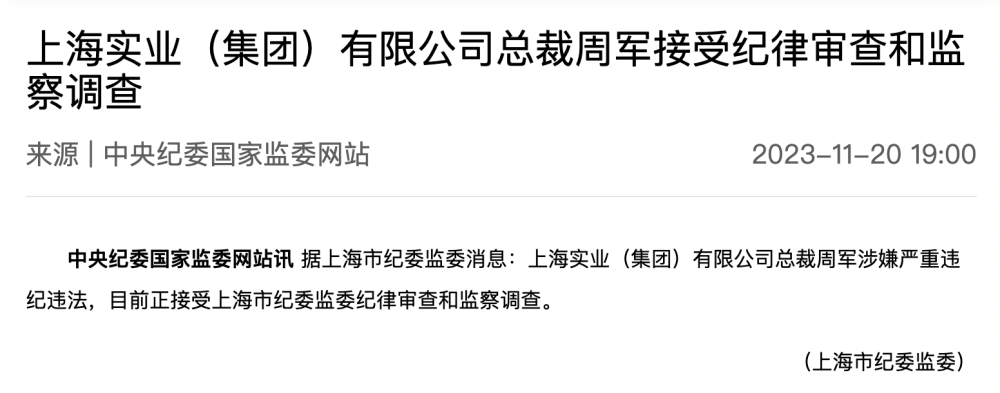 上海实业（集团）有限公司总裁周军接受纪律审查和监
察调查
来源 | 中央纪委国家监委网站
2023-11-20 19:00
中央纪委国家监委网站讯 据上海市纪委监委消息：上海实业（集团）有限公司总裁周军涉嫌严重违
纪违法，目前正接受上海市纪委监委纪律审查和监察调查。
（上海市纪委监委）